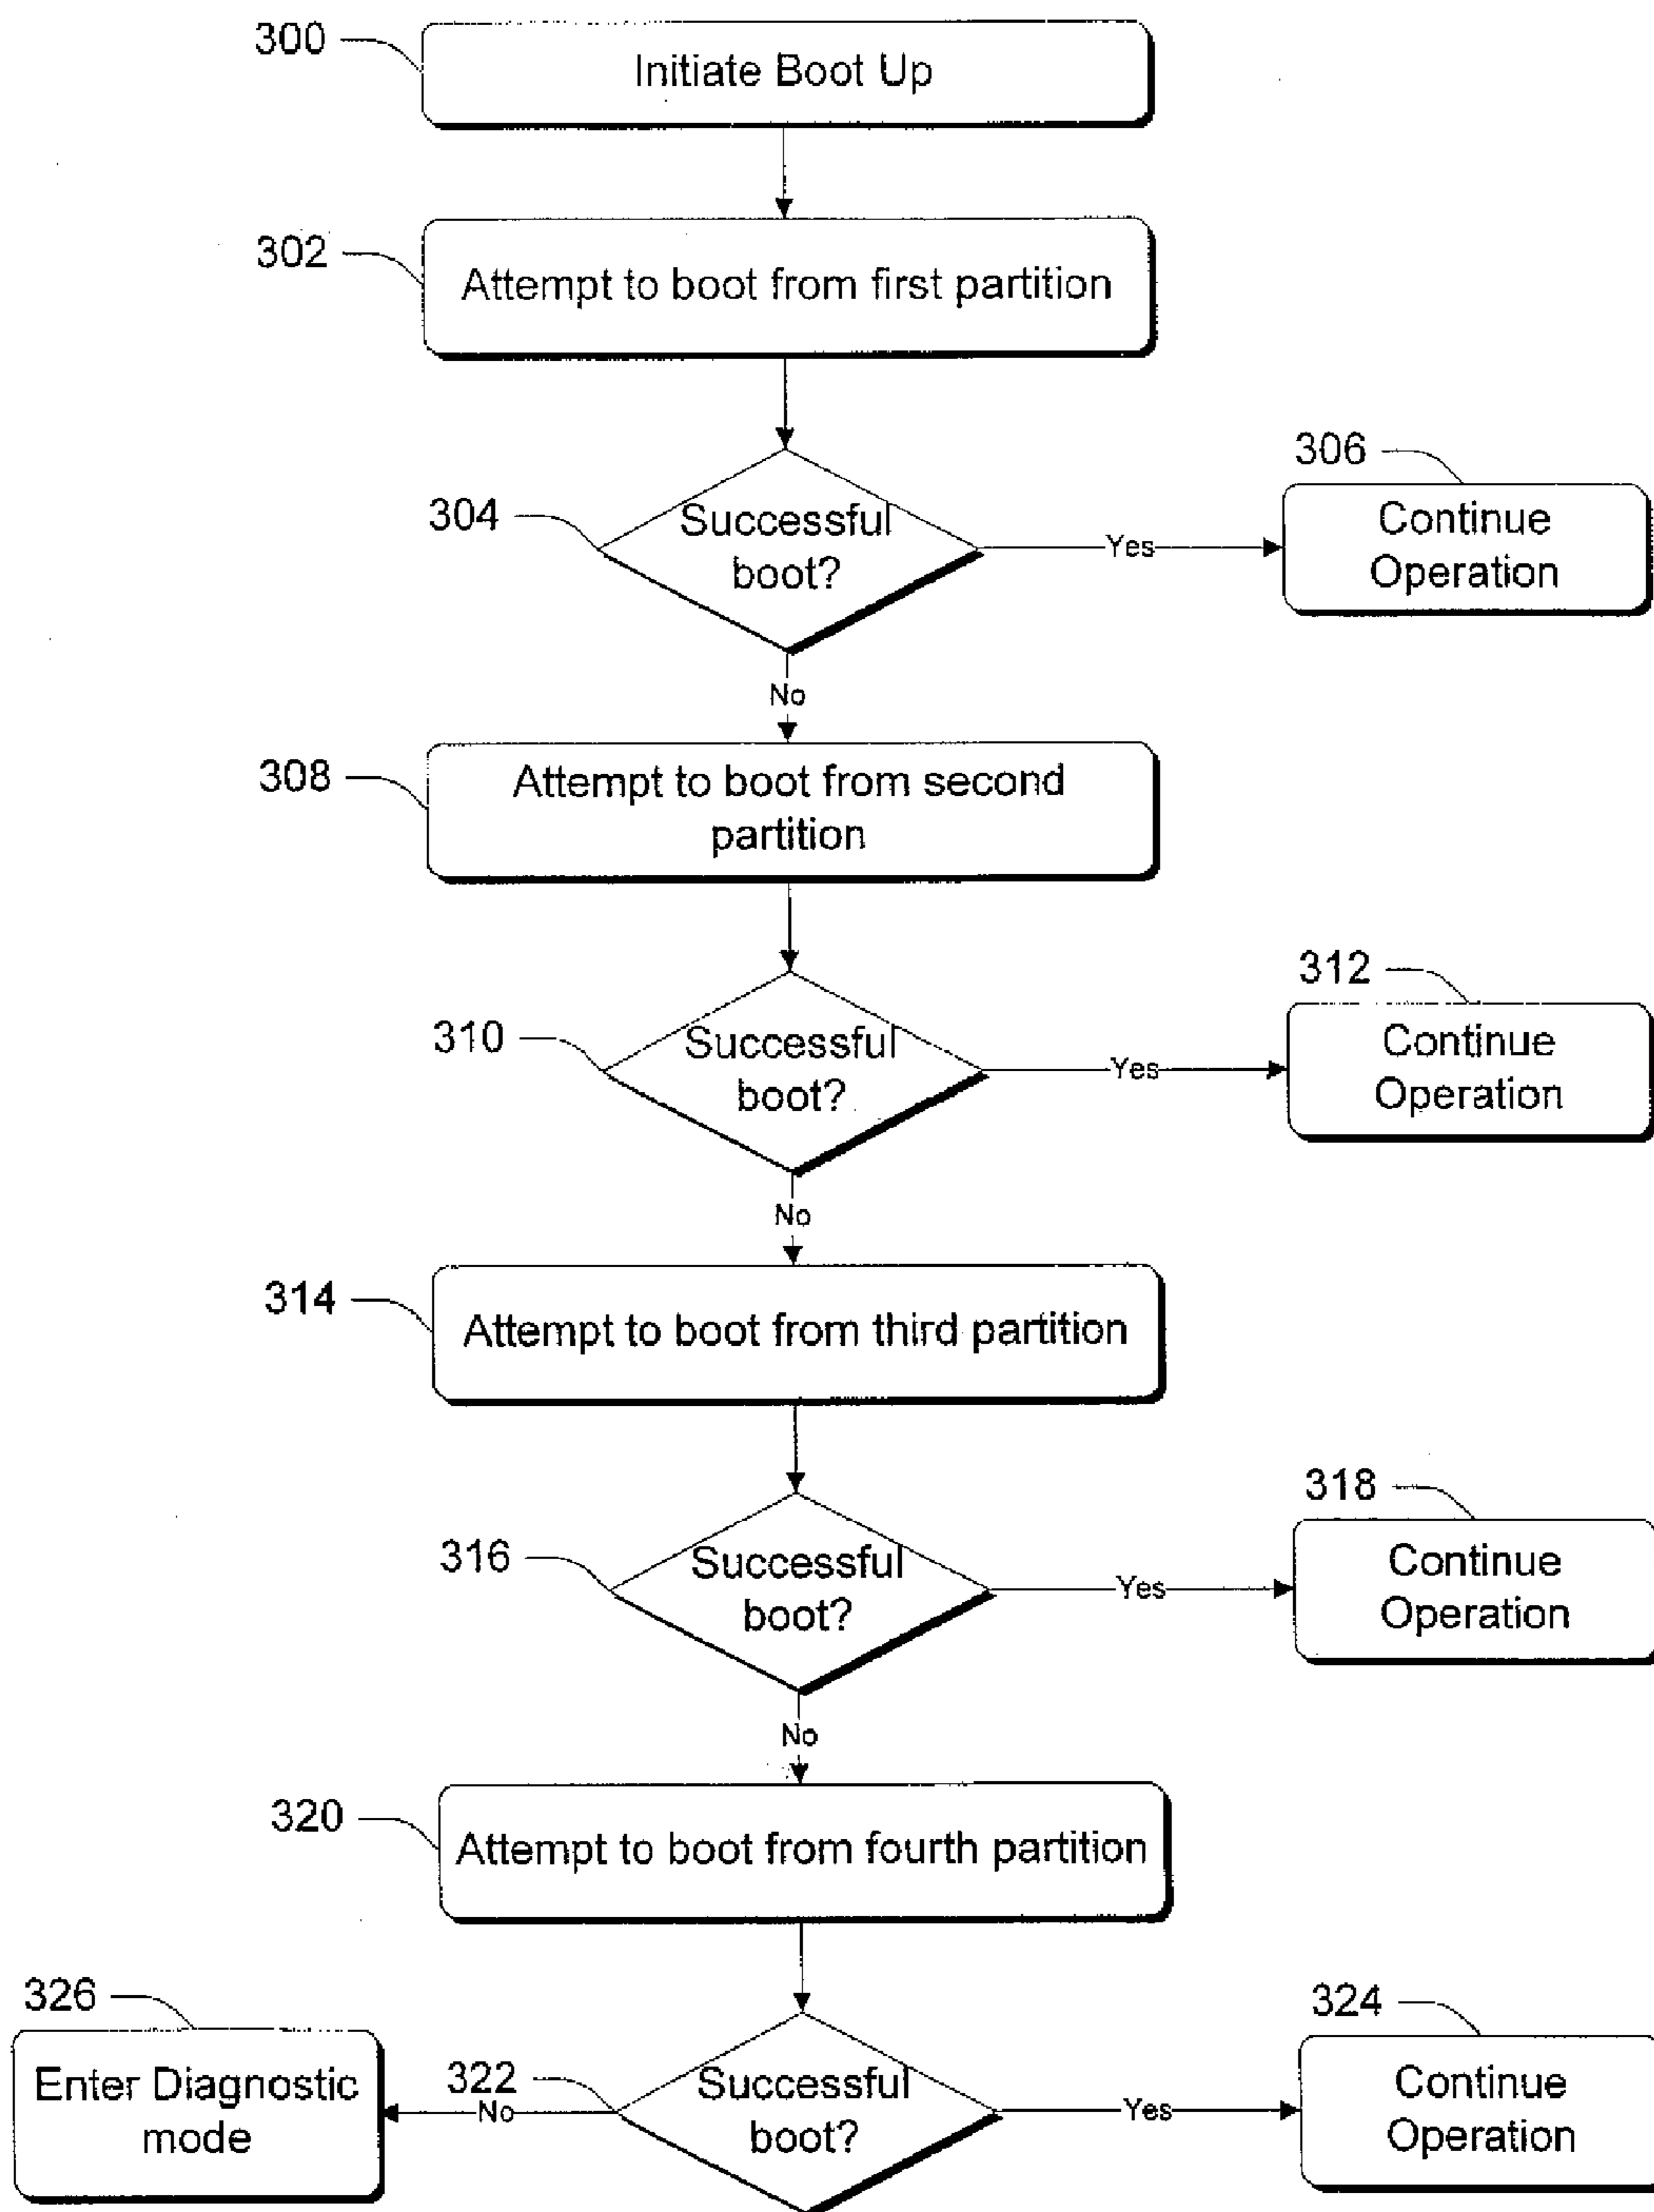 300
Initiate Boot Up
302
Attempt to boot from first partition
304
Successful
boot?
Yes
306
Continue
Operation
No
308
Attempt to boot from second
partition
310
Successful
boot?
Yes
312
Continue
Operation
No
314
Attempt to boot from third partition
316
Successful
boot?
Yes
318
Continue
Operation
No
320
Attempt to boot from fourth partition
322
Successful
boot?
Yes
324
Continue
Operation
No
326
Enter Diagnostic
mode